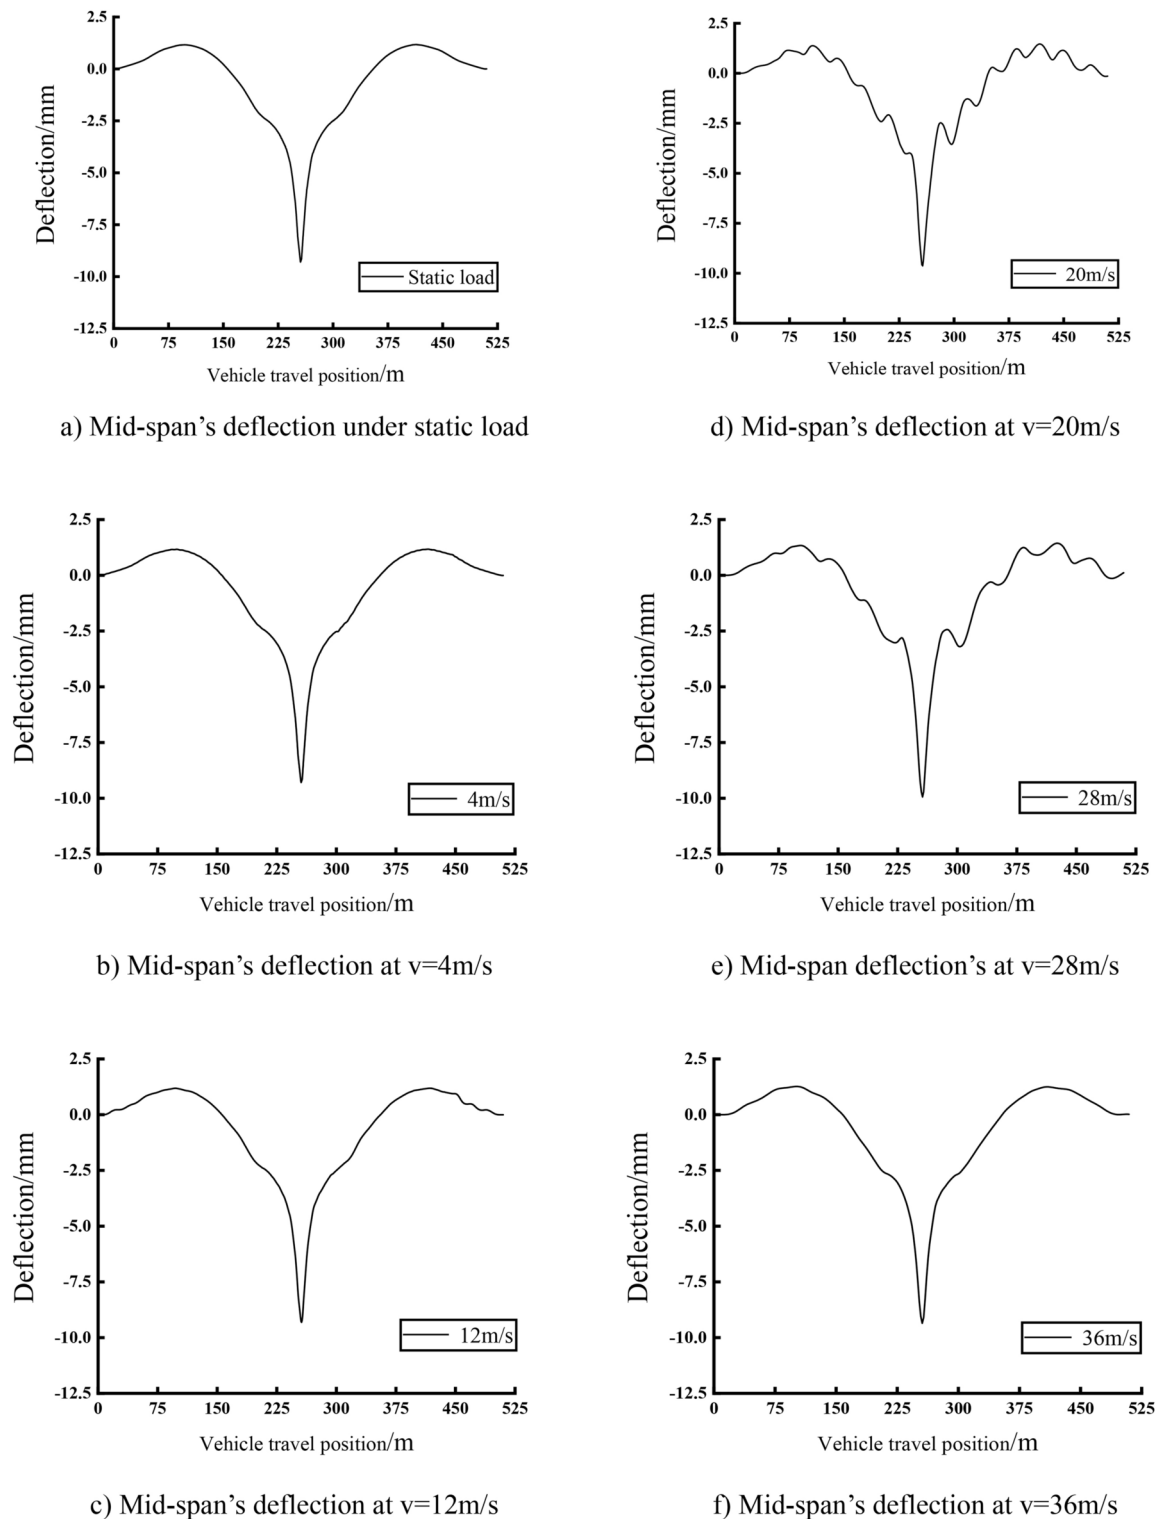 2.5
0.0
-2.5
-5.0
-7.5
-10.0
-12.5
Deflection/mm
Static load
0 75 150 225 300 375 450 525
Vehicle travel position/m
a) Mid-span’s deflection under static load
2.5
0.0
-2.5
-5.0
-7.5
-10.0
-12.5
Deflection/mm
20m/s
0 75 150 225 300 375 450 525
Vehicle travel position/m
d) Mid-span’s deflection at v=20m/s
2.5
0.0
-2.5
-5.0
-7.5
-10.0
-12.5
Deflection/mm
4m/s
0 75 150 225 300 375 450 525
Vehicle travel position/m
b) Mid-span’s deflection at v=4m/s
2.5
0.0
-2.5
-5.0
-7.5
-10.0
-12.5
Deflection/mm
28m/s
0 75 150 225 300 375 450 525
Vehicle travel position/m
e) Mid-span deflection’s at v=28m/s
2.5
0.0
-2.5
-5.0
-7.5
-10.0
-12.5
Deflection/mm
12m/s
0 75 150 225 300 375 450 525
Vehicle travel position/m
c) Mid-span’s deflection at v=12m/s
2.5
0.0
-2.5
-5.0
-7.5
-10.0
-12.5
Deflection/mm
36m/s
0 75 150 225 300 375 450 525
Vehicle travel position/m
f) Mid-span’s deflection at v=36m/s